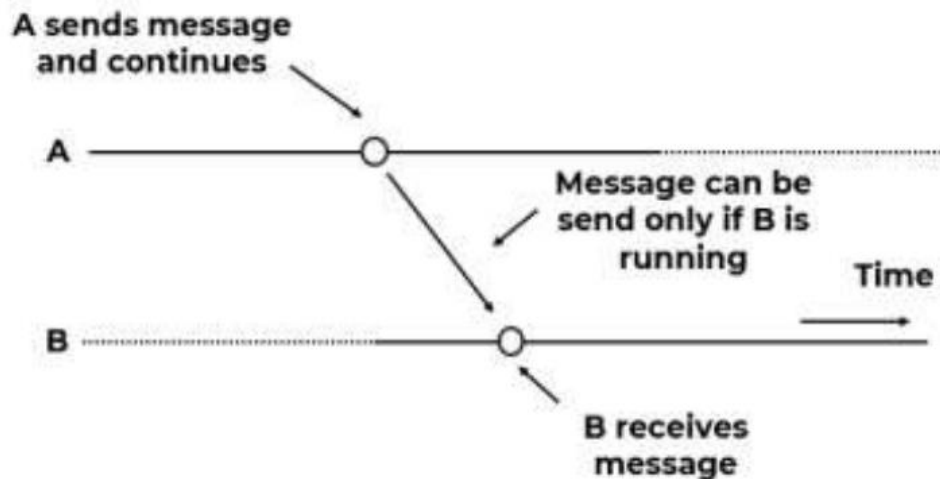 A sends message
and continues
A
Message can be
send only if B is
running
Time
B
B receives
message